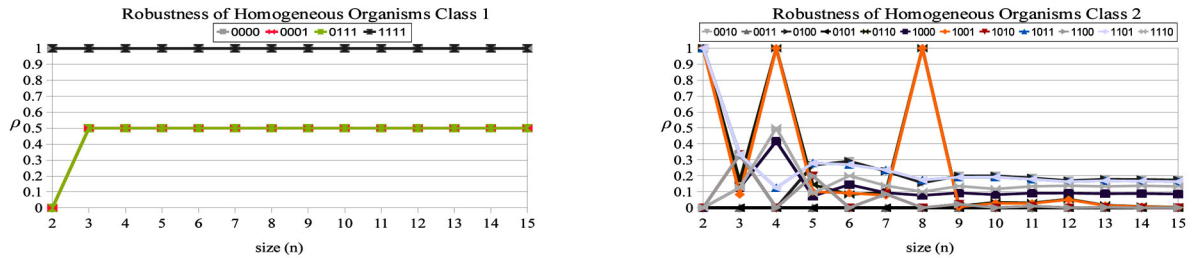 Robustness of Homogeneous Organisms Class 1
0000 0001 0111 1111
1
0.9
0.8
0.7
0.6
ρ 0.5
0.4
0.3
0.2
0.1
0
2 3 4 5 6 7 8 9 10 11 12 13 14 15
size (n)
Robustness of Homogeneous Organisms Class 2
0010 0011 0100 0101 0110 1000 1001 1010 1011 1100 1101 1110
1
0.9
0.8
0.7
0.6
ρ 0.5
0.4
0.3
0.2
0.1
0
2 3 4 5 6 7 8 9 10 11 12 13 14 15
size (n)